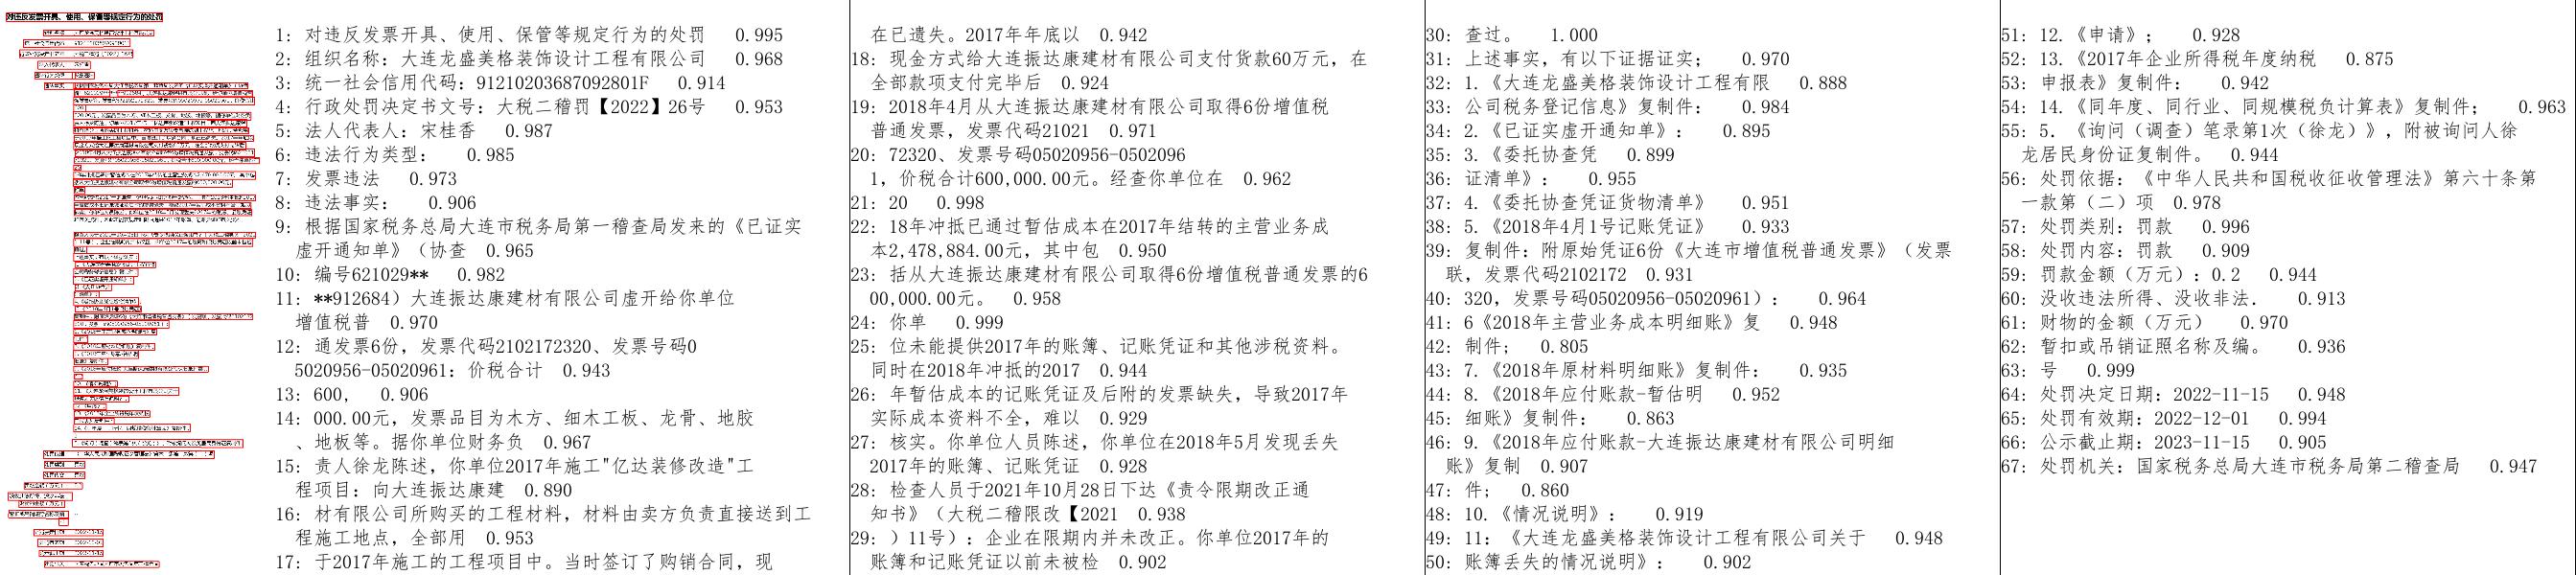 对违反发票开具、使用、保管等规定行为的处罚
1: 对违反发票开具、使用、保管等规定行为的处罚 0.995
2: 组织名称：大连龙盛美格装饰设计工程有限公司 0.968
3: 统一社会信用代码：91210203687092801F 0.914
4: 行政处罚决定书文号：大税二稽罚【2022】26号 0.953
5: 法人代表人：宋桂香 0.987
6: 违法行为类型： 0.985
7: 发票违法 0.973
8: 违法事实： 0.906
9: 根据国家税务总局大连市税务局第一稽查局发来的《已证实
虚开通知单》（协查 0.965
10: 编号621029** 0.982
11: **912684）大连振达康建材有限公司虚开给你单位
增值税普 0.970
12: 通发票6份，发票代码2102172320、发票号码0
5020956-05020961：价税合计 0.943
13: 600， 0.906
14: 000.00元，发票品目为木方、细木工板、龙骨、地胶
、地板等。据你单位财务负 0.967
15: 责人徐龙陈述，你单位2017年施工"亿达装修改造"工
程项目：向大连振达康建 0.890
16: 材有限公司所购买的工程材料，材料由卖方负责直接送到工
程施工地点，全部用 0.953
17: 于2017年施工的工程项目中。当时签订了购销合同，现
在已遗失。2017年年底以 0.942
18: 现金方式给大连振达康建材有限公司支付货款60万元，在
全部款项支付完毕后 0.924
19: 2018年4月从大连振达康建材有限公司取得6份增值税
普通发票，发票代码21021 0.971
20: 72320、发票号码05020956-0502096
1，价税合计600,000.00元。经查你单位在 0.962
21: 20 0.998
22: 18年冲抵已通过暂估成本在2017年结转的主营业务成
本2,478,884.00元，其中包 0.950
23: 括从大连振达康建材有限公司取得6份增值税普通发票的6
00,000.00元。 0.958
24: 你单 0.999
25: 位未能提供2017年的账簿、记账凭证和其他涉税资料。
同时在2018年冲抵的2017 0.944
26: 年暂估成本的记账凭证及后附的发票缺失，导致2017年
实际成本资料不全，难以 0.929
27: 核实。你单位人员陈述，你单位在2018年5月发现丢失
2017年的账簿、记账凭证 0.928
28: 检查人员于2021年10月28日下达《责令限期改正通
知书》（大税二稽限改【2021 0.938
29: ）11号）：企业在限期内并未改正。你单位2017年的
账簿和记账凭证以前未被检 0.902
30: 查过。 1.000
31: 上述事实，有以下证据证实； 0.970
32: 1.《大连龙盛美格装饰设计工程有限 0.888
33: 公司税务登记信息》复制件： 0.984
34: 2.《已证实虚开通知单》： 0.895
35: 3.《委托协查凭 0.899
36: 证清单》： 0.955
37: 4.《委托协查凭证货物清单》 0.951
38: 5.《2018年4月1号记账凭证》 0.933
39: 复制件：附原始凭证6份《大连市增值税普通发票》（发票
联，发票代码2102172 0.931
40: 320，发票号码05020956-05020961）： 0.964
41: 6《2018年主营业务成本明细账》复 0.948
42: 制件； 0.805
43: 7.《2018年原材料明细账》复制件： 0.935
44: 8.《2018年应付账款-暂估明 0.952
45: 细账》复制件： 0.863
46: 9.《2018年应付账款-大连振达康建材有限公司明细
账》复制 0.907
47: 件； 0.860
48: 10.《情况说明》： 0.919
49: 11：《大连龙盛美格装饰设计工程有限公司关于 0.948
50: 账簿丢失的情况说明》： 0.902
51: 12.《申请》； 0.928
52: 13.《2017年企业所得税年度纳税 0.875
53: 申报表》复制件： 0.942
54: 14.《同年度、同行业、同规模税负计算表》复制件； 0.963
55: 5.《询问（调查）笔录第1次（徐龙）》，附被询问人徐
龙居民身份证复制件。 0.944
56: 处罚依据：《中华人民共和国税收征收管理法》第六十条第
一款第（二）项 0.978
57: 处罚类别：罚款 0.996
58: 处罚内容：罚款 0.909
59: 罚款金额（万元）：0.2 0.944
60: 没收违法所得、没收非法. 0.913
61: 财物的金额（万元） 0.970
62: 暂扣或吊销证照名称及编。 0.936
63: 号 0.999
64: 处罚决定日期：2022-11-15 0.948
65: 处罚有效期：2022-12-01 0.994
66: 公示截止期：2023-11-15 0.905
67: 处罚机关：国家税务总局大连市税务局第二稽查局 0.947